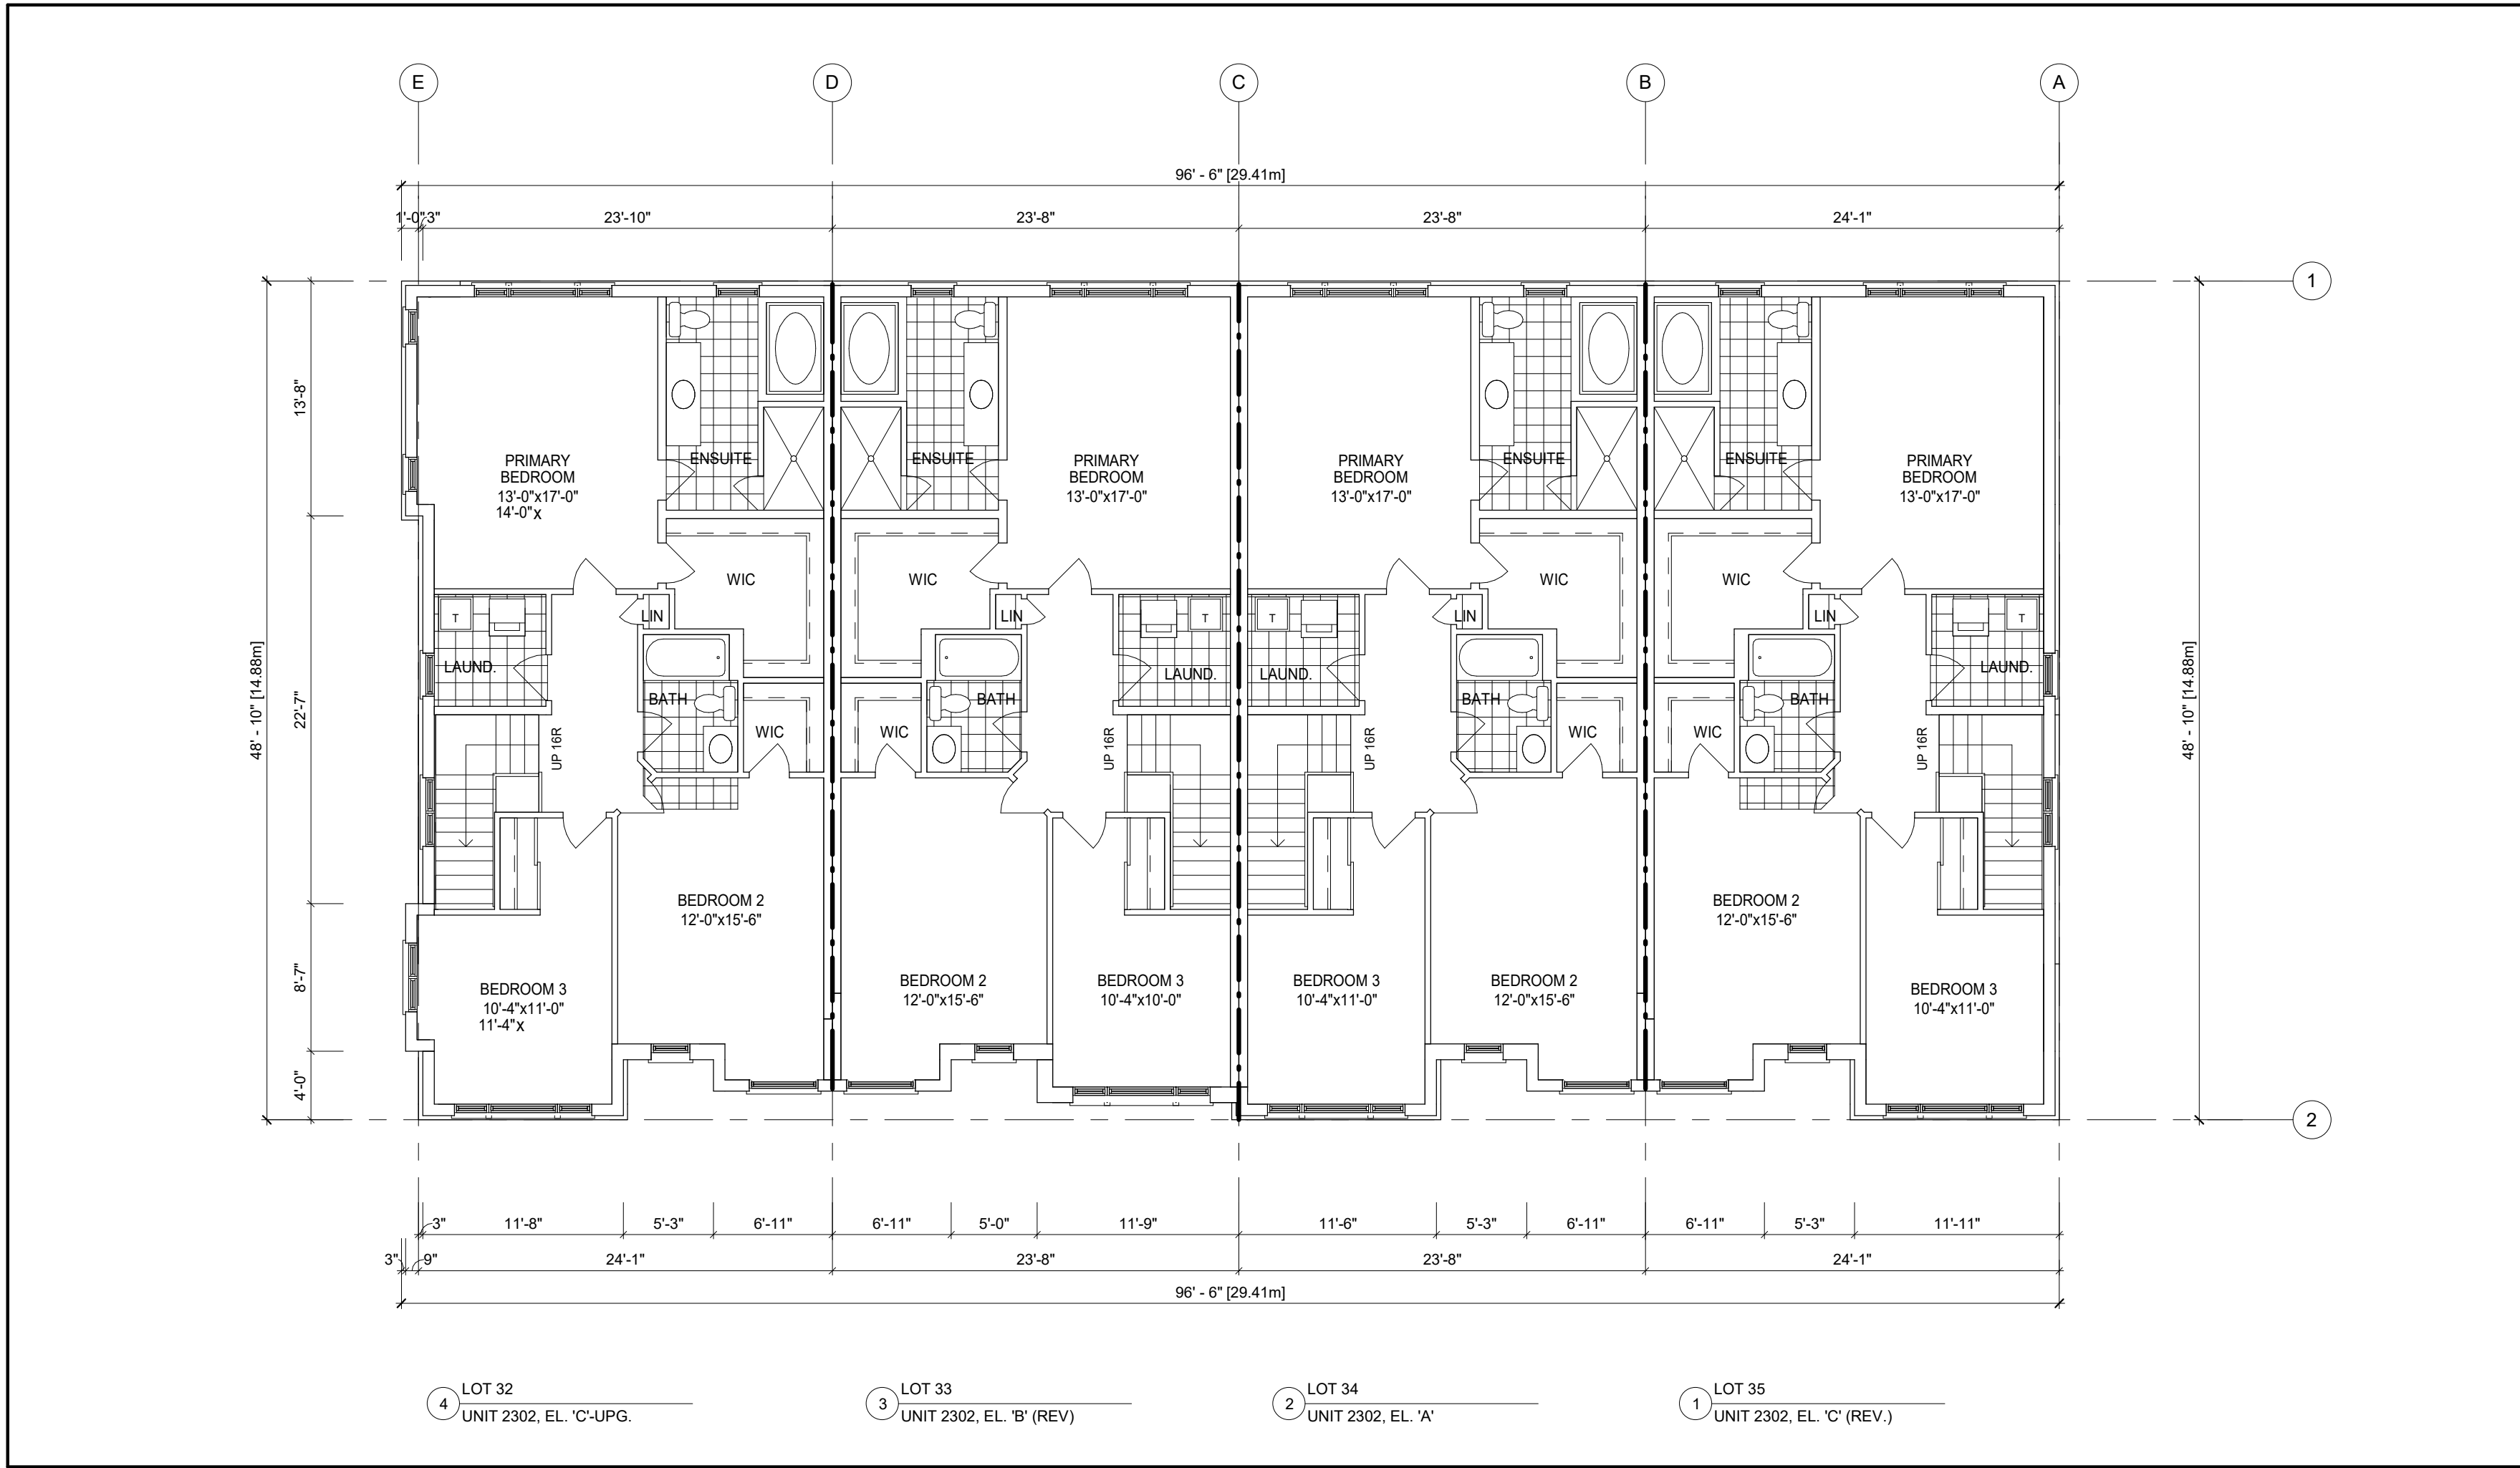 E
D
C
B
A
96' - 6" [29.41m]
1'-0"
3"
23'-10"
23'-8"
23'-8"
24'-1"
1
2
48' - 10" [14.88m]
13'-8"
22'-7"
8'-7"
4'-0"
48' - 10" [14.88m]
PRIMARY
BEDROOM
13'-0"x17'-0"
14'-0"x
ENSUITE
WIC
LIN
T
LAUND.
BATH
WIC
UP 16R
BEDROOM 2
12'-0"x15'-6"
BEDROOM 3
10'-4"x11'-0"
11'-4"x
ENSUITE
PRIMARY
BEDROOM
13'-0"x17'-0"
WIC
LIN
T
LAUND.
BATH
WIC
UP 16R
BEDROOM 2
12'-0"x15'-6"
BEDROOM 3
10'-4"x10'-0"
PRIMARY
BEDROOM
13'-0"x17'-0"
ENSUITE
WIC
LIN
T
LAUND.
BATH
WIC
UP 16R
BEDROOM 3
10'-4"x11'-0"
BEDROOM 2
12'-0"x15'-6"
ENSUITE
PRIMARY
BEDROOM
13'-0"x17'-0"
WIC
LIN
T
LAUND.
BATH
WIC
UP 16R
BEDROOM 2
12'-0"x15'-6"
BEDROOM 3
10'-4"x11'-0"
3"
11'-8"
5'-3"
6'-11"
6'-11"
5'-0"
11'-9"
11'-6"
5'-3"
6'-11"
6'-11"
5'-3"
11'-11"
3"
9"
24'-1"
23'-8"
23'-8"
24'-1"
96' - 6" [29.41m]
4
LOT 32
UNIT 2302, EL. 'C'-UPG.
3
LOT 33
UNIT 2302, EL. 'B' (REV)
2
LOT 34
UNIT 2302, EL. 'A'
1
LOT 35
UNIT 2302, EL. 'C' (REV.)